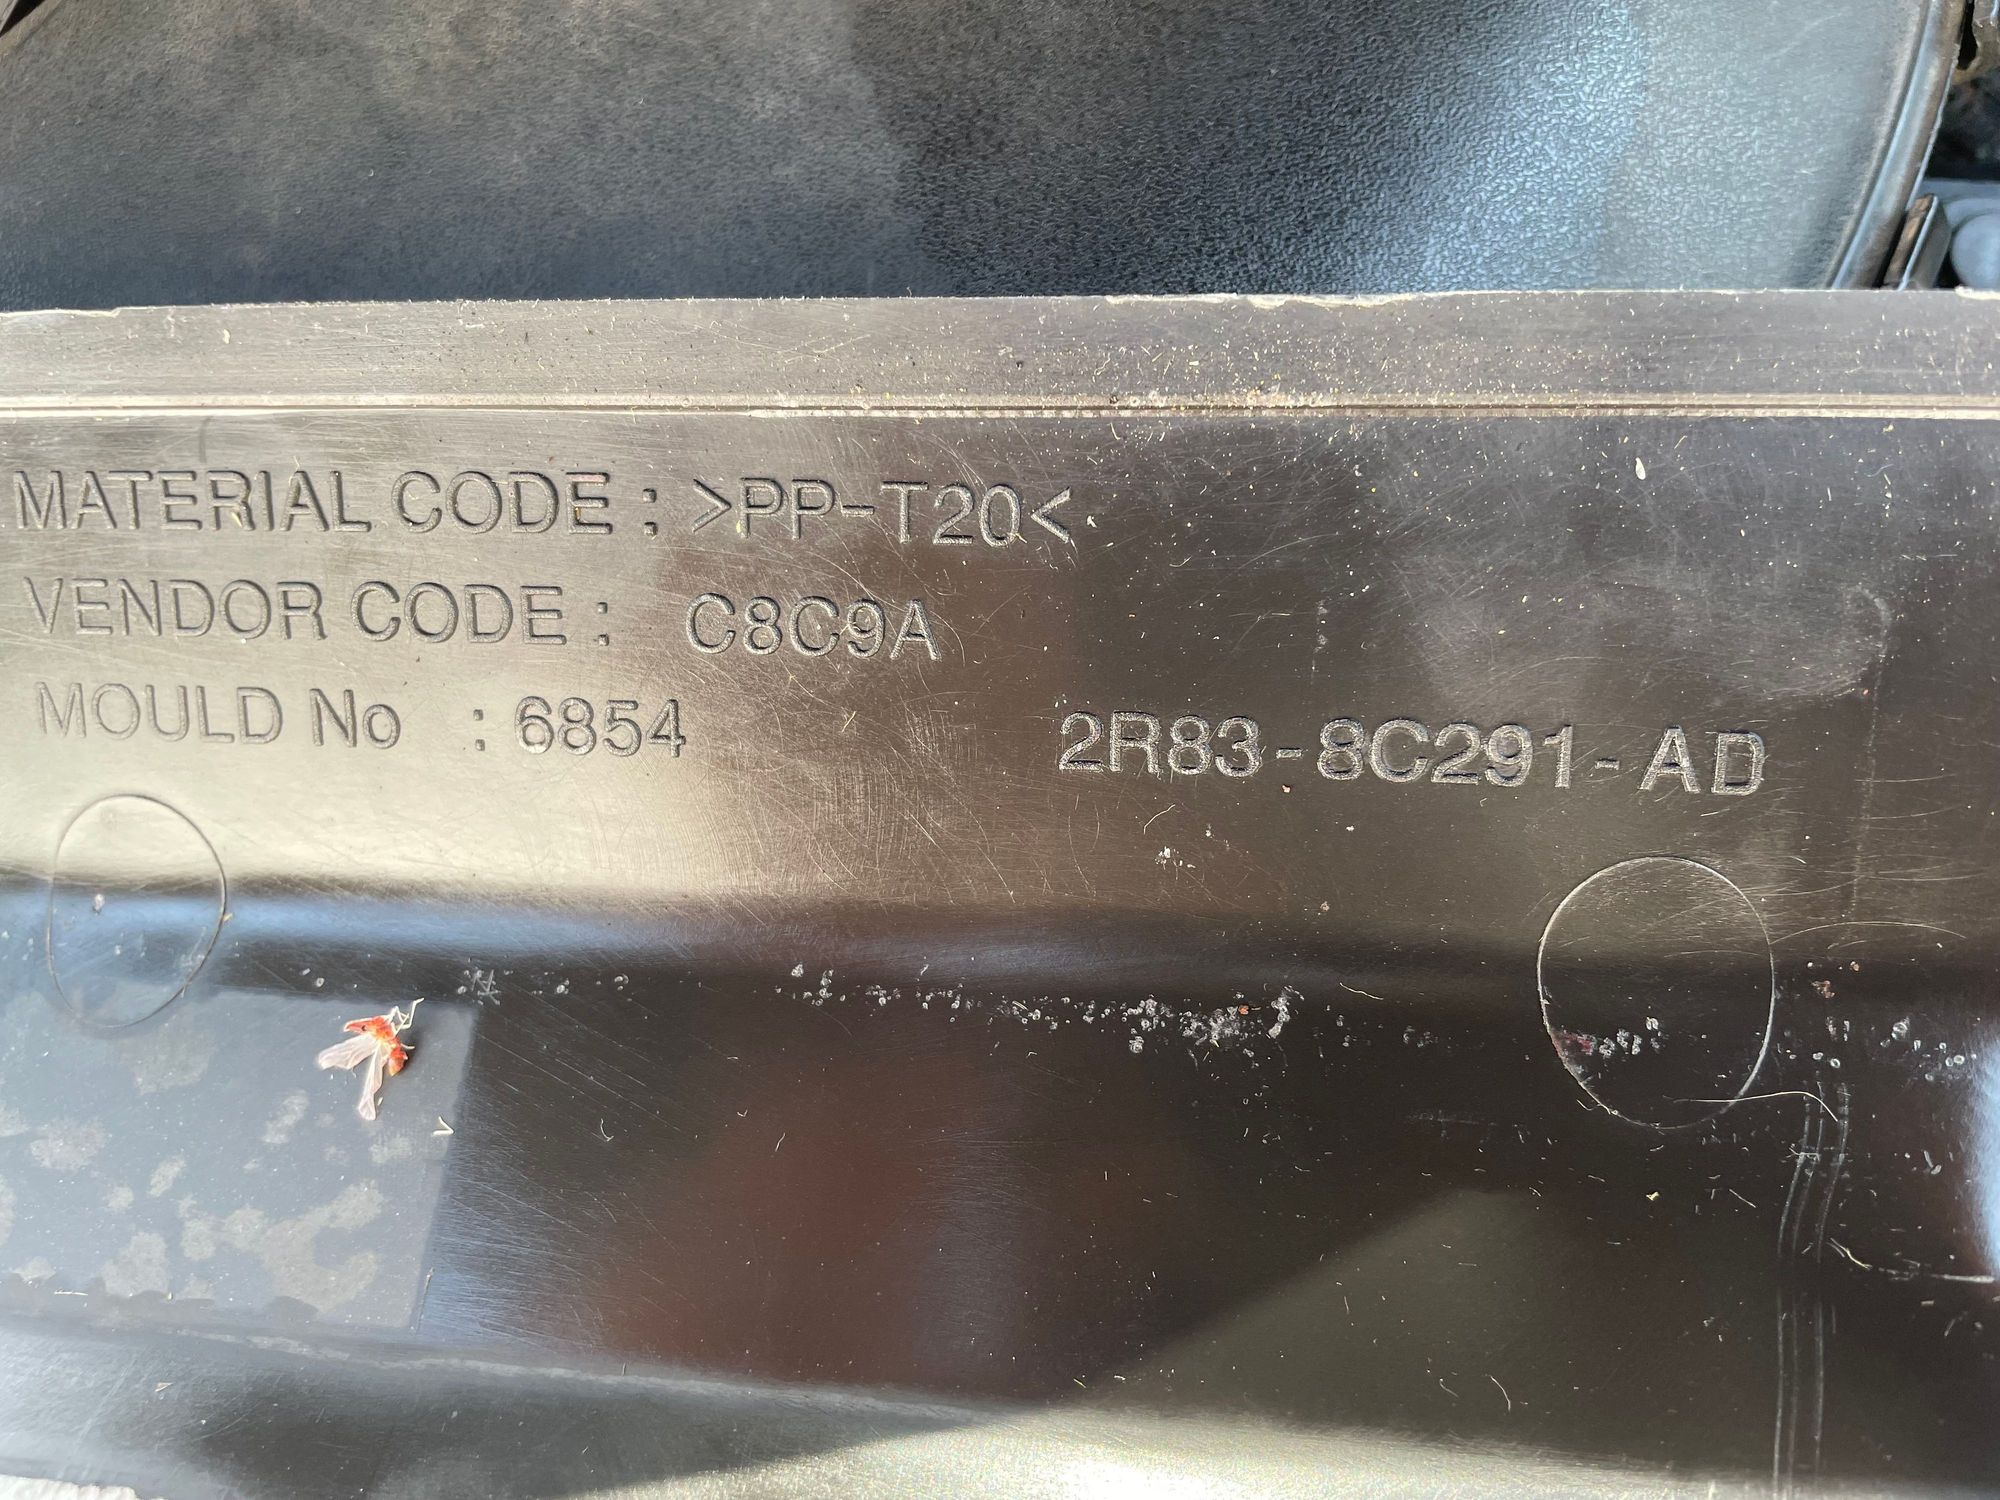 MATERIAL CODE : >PP-T20<
VENDOR CODE : C8C9A
MOULD No : 6854
2R83-8C291-AD